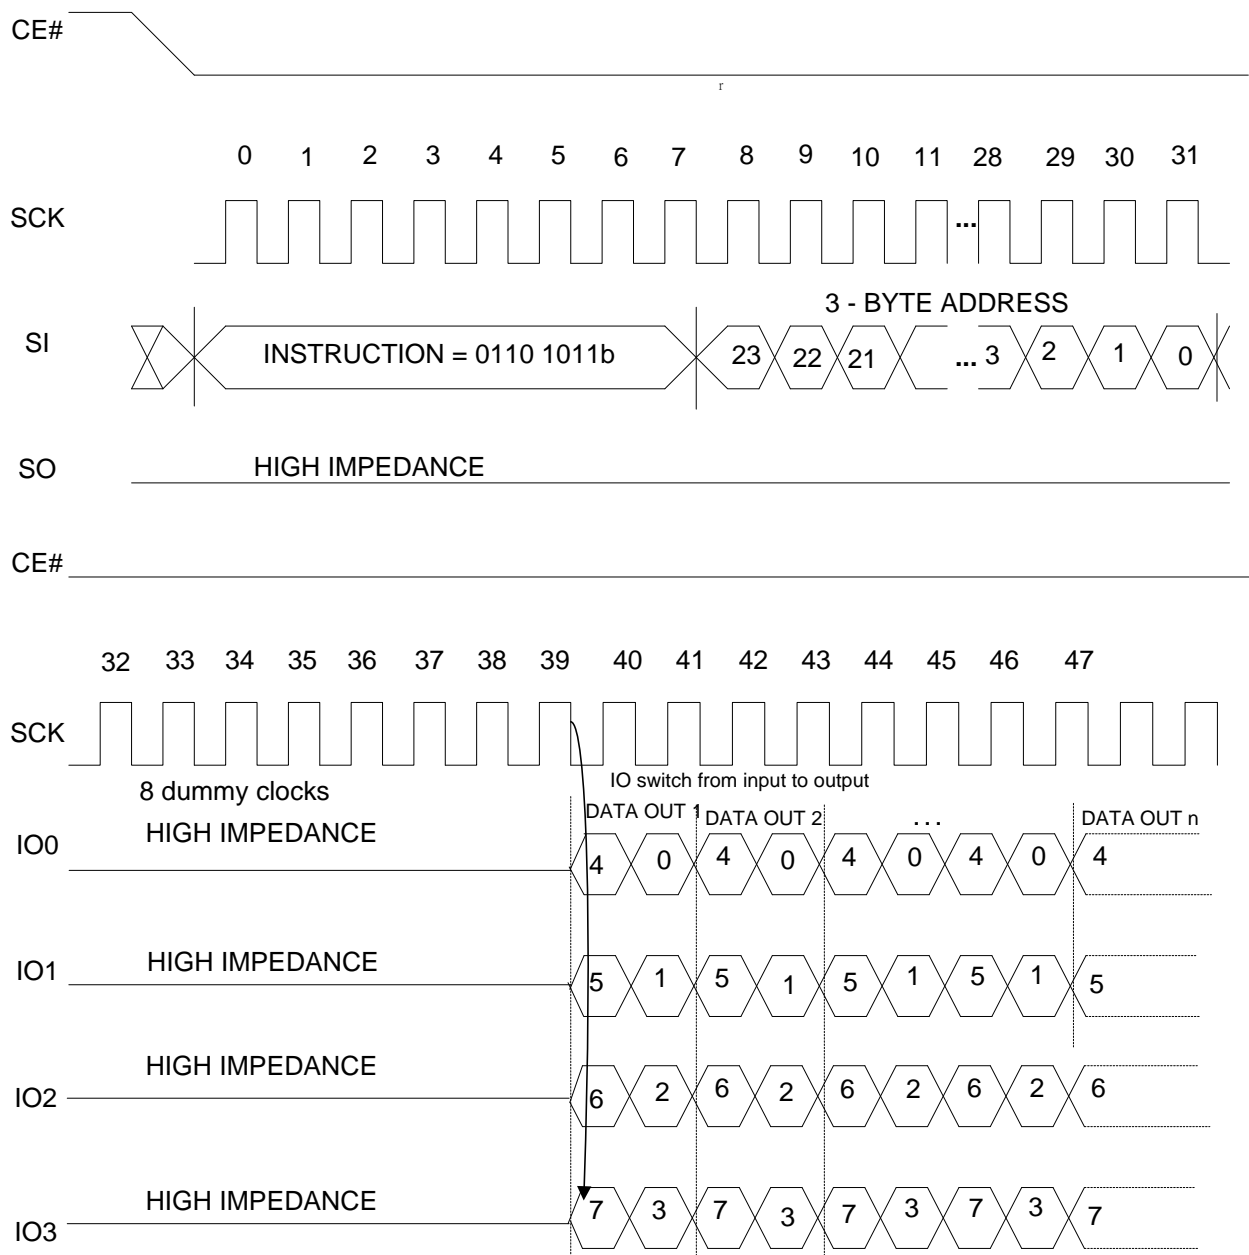 CE#
r
0 1 2 3 4 5 6 7 8 9 10 11 28 29 30 31
SCK ...
3 - BYTE ADDRESS
SI INSTRUCTION = 0110 1011b 23 22 21 ... 3 2 1 0
SO HIGH IMPEDANCE
CE#
32 33 34 35 36 37 38 39 40 41 42 43 44 45 46 47
SCK
IO switch from input to output
8 dummy clocks
DATA OUT 1 DATA OUT 2 ... DATA OUT n
HIGH IMPEDANCE
IO0 4 0 4 0 4 0 4 0 4
HIGH IMPEDANCE
IO1 5 1 5 1 5 1 5 1 5
HIGH IMPEDANCE
IO2 6 2 6 2 6 2 6 2 6
HIGH IMPEDANCE
IO3 7 3 7 3 7 3 7 3 7